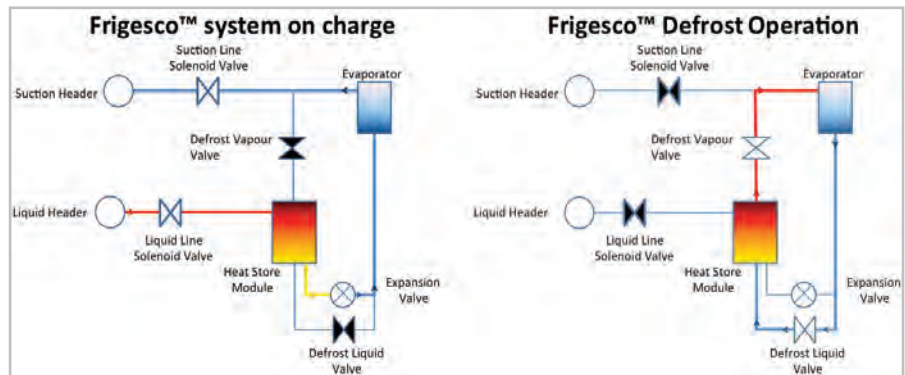 Frigesco™ system on charge
Suction Line
Solenoid Valve
Evaporator
Suction Header
Defrost Vapour
Valve
Liquid Header
Liquid Line
Solenoid Valve
Heat Store
Module
Expansion
Valve
Defrost Liquid
Valve
Frigesco™ Defrost Operation
Suction Line
Solenoid Valve
Evaporator
Suction Header
Defrost Vapour
Valve
Liquid Header
Liquid Line
Solenoid Valve
Heat Store
Module
Expansion
Valve
Defrost Liquid
Valve